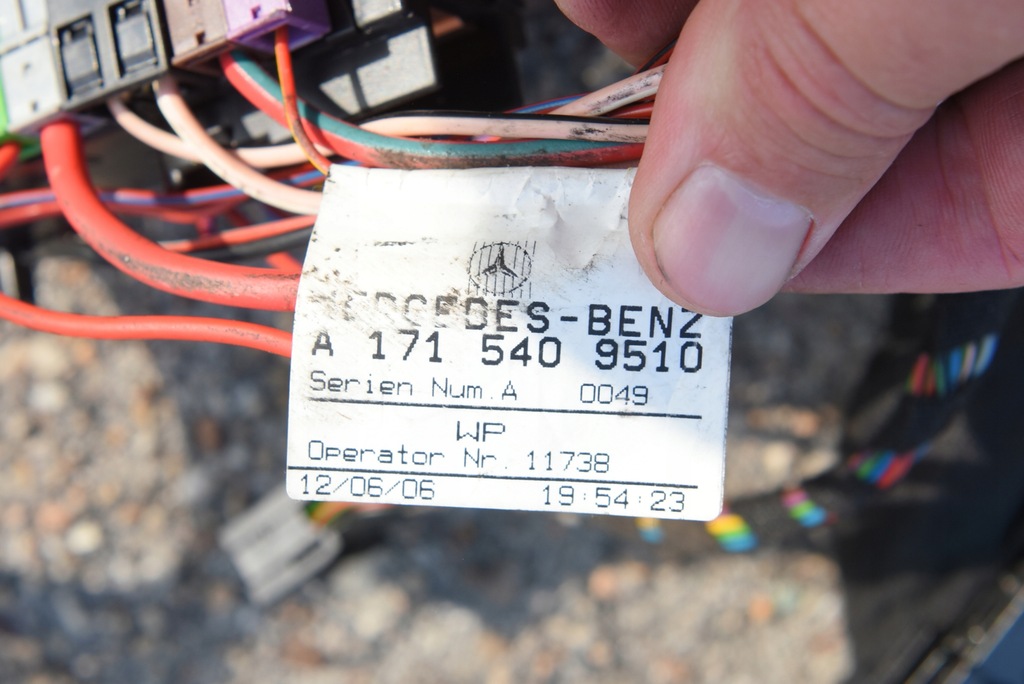 MERCEDES-BENZ
A 171 540 9510
Serien Num.A 0049
WP
Operator Nr. 11738
12/06/06 19:54:23